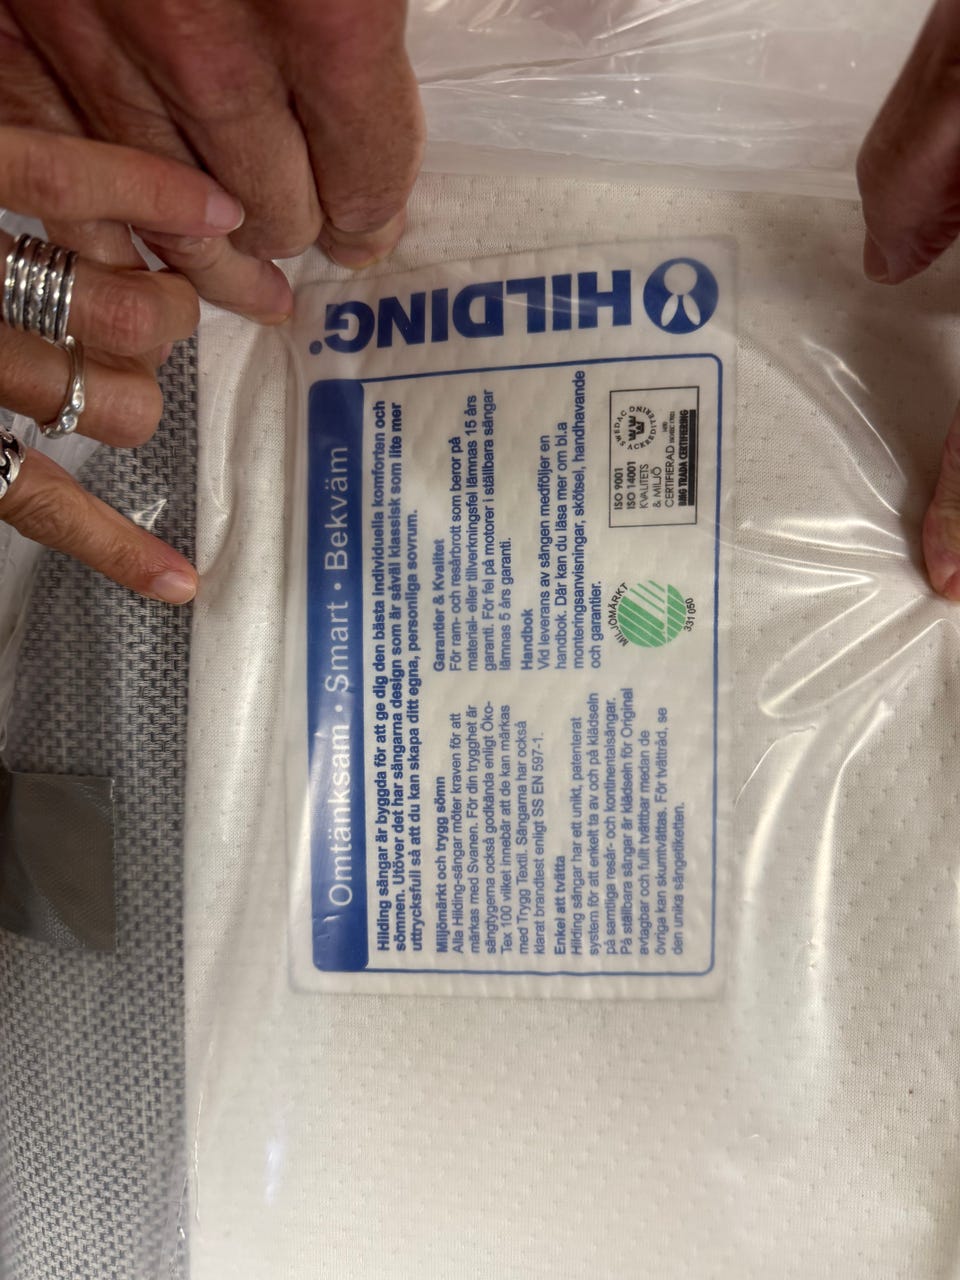 HILDING®
Omtänksam • Smart • Bekväm
Hilding sängar är byggda för att ge dig den bästa individuella komforten och
sömnen. Utöver det har sängarna design som är såväl klassisk som lite mer
uttrycksfull så att du kan skapa ditt egna, personliga sovrum.
Miljömärkt och trygg sömn
Alla Hilding-sängar möter kraven för att
märkas med Svanen. För din trygghet är
sängtygerna också godkända enligt Öko-
Tex 100 vilket innebär att de kan märkas
med Trygg Textil. Sängarna har också
klarat brandtest enligt SS EN 597-1.
Enkel att tvätta
Hilding sängar har ett unikt, patenterat
system för att enkelt ta av och på klädseln
på samtliga resår- och kontinentalsängar.
På ställbara sängar är klädseln för Original
avtagbar och fullt tvättbar medan de
övriga kan skumtvättas. För tvättråd, se
den unika sängetiketten.
Garantier & Kvalitet
För ram- och resårbrott som beror på
material- eller tillverkningsfel lämnas 15 års
garanti. För fel på motorer i ställbara sängar
lämnas 5 års garanti.
Handbok
Vid leverans av sängen medföljer en
handbok. Där kan du läsa mer om bl.a
monteringsanvisningar, skötsel, handhavande
och garantier.
MILJÖMÄRKT
331 050
ISO 9001
ISO 14001
KVALITETS
& MILJÖ
CERTIFIERAD
BMG TRADA CERTIFIERING
SWEDAC
ACKREDITERING